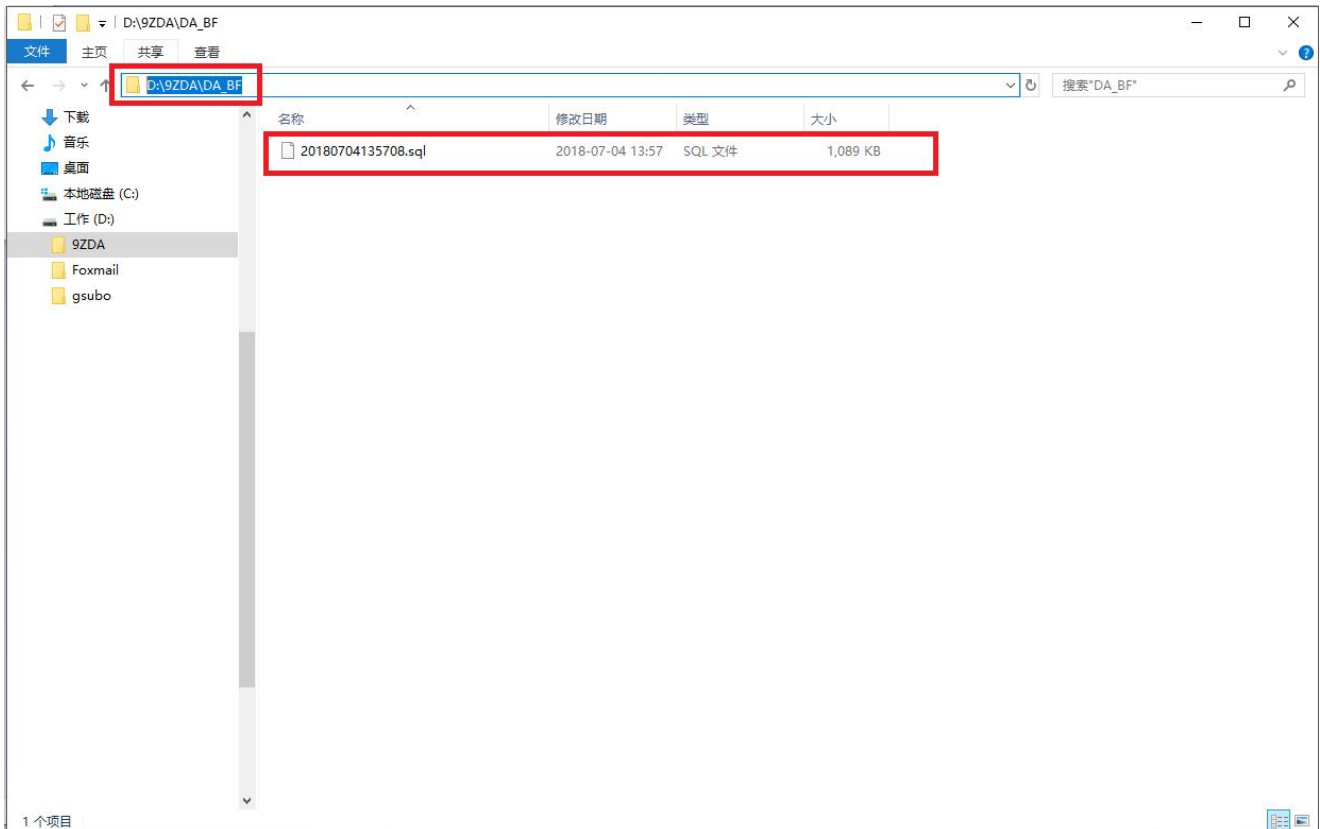 D:\9ZDA\DA_BF
文件 主页 共享 查看
D:\9ZDA\DA_BF 搜索"DA_BF"
下载
音乐
桌面
本地磁盘 (C:)
工作 (D:)
9ZDA
Foxmail
gsubo
名称 修改日期 类型 大小
20180704135708.sql 2018-07-04 13:57 SQL 文件 1,089 KB
1 个项目